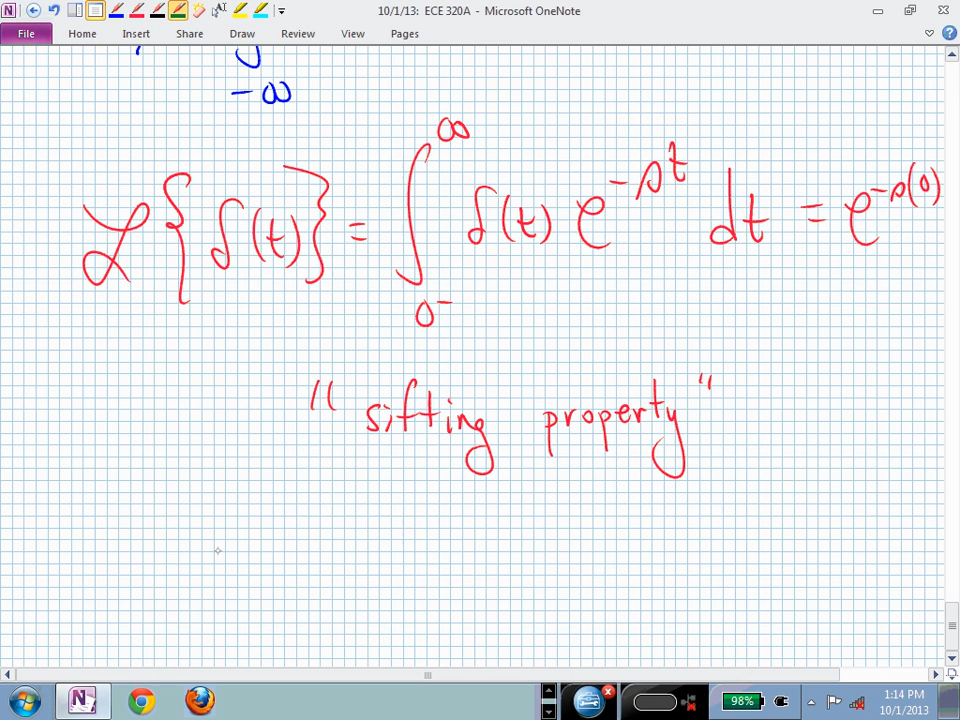 10/1/13: ECE 320A - Microsoft OneNote
File Home Insert Share Draw Review View Pages
-∞
ℒ{δ(t)} = ∫_{0⁻}^{∞} δ(t) e^{-st} dt = e^{-s(0)}
"sifting property"
98%
1:14 PM
10/1/2013